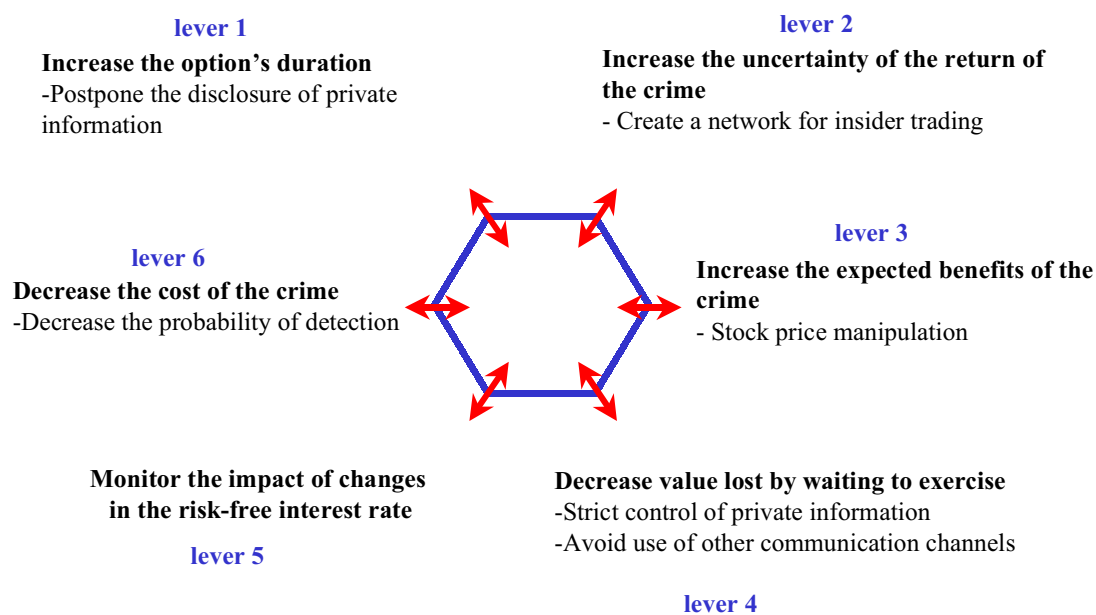 lever 1
Increase the option's duration
-Postpone the disclosure of private
information
lever 2
Increase the uncertainty of the return of
the crime
- Create a network for insider trading
lever 6
Decrease the cost of the crime
-Decrease the probability of detection
lever 3
Increase the expected benefits of the
crime
- Stock price manipulation
Monitor the impact of changes
in the risk-free interest rate
lever 5
Decrease value lost by waiting to exercise
-Strict control of private information
-Avoid use of other communication channels
lever 4